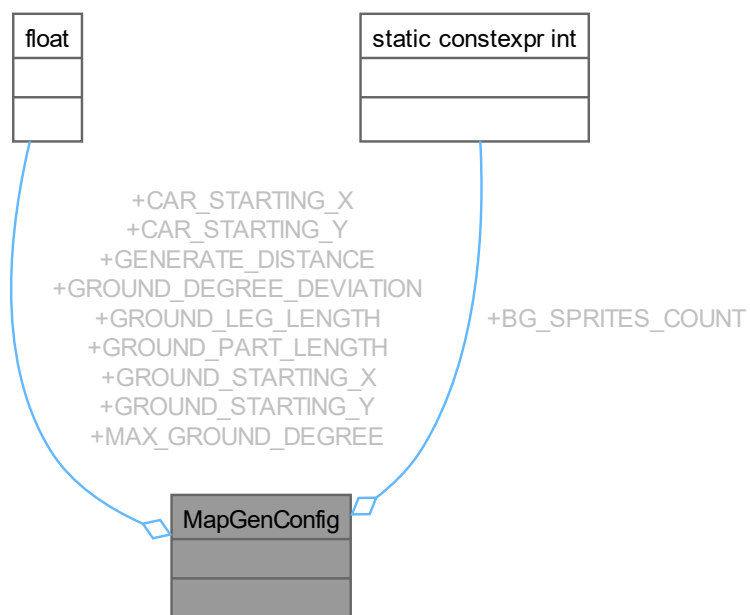 float
static constexpr int
+CAR_STARTING_X
+CAR_STARTING_Y
+GENERATE_DISTANCE
+GROUND_DEGREE_DEVIATION
+GROUND_LEG_LENGTH
+GROUND_PART_LENGTH
+GROUND_STARTING_X
+GROUND_STARTING_Y
+MAX_GROUND_DEGREE
+BG_SPRITES_COUNT
MapGenConfig